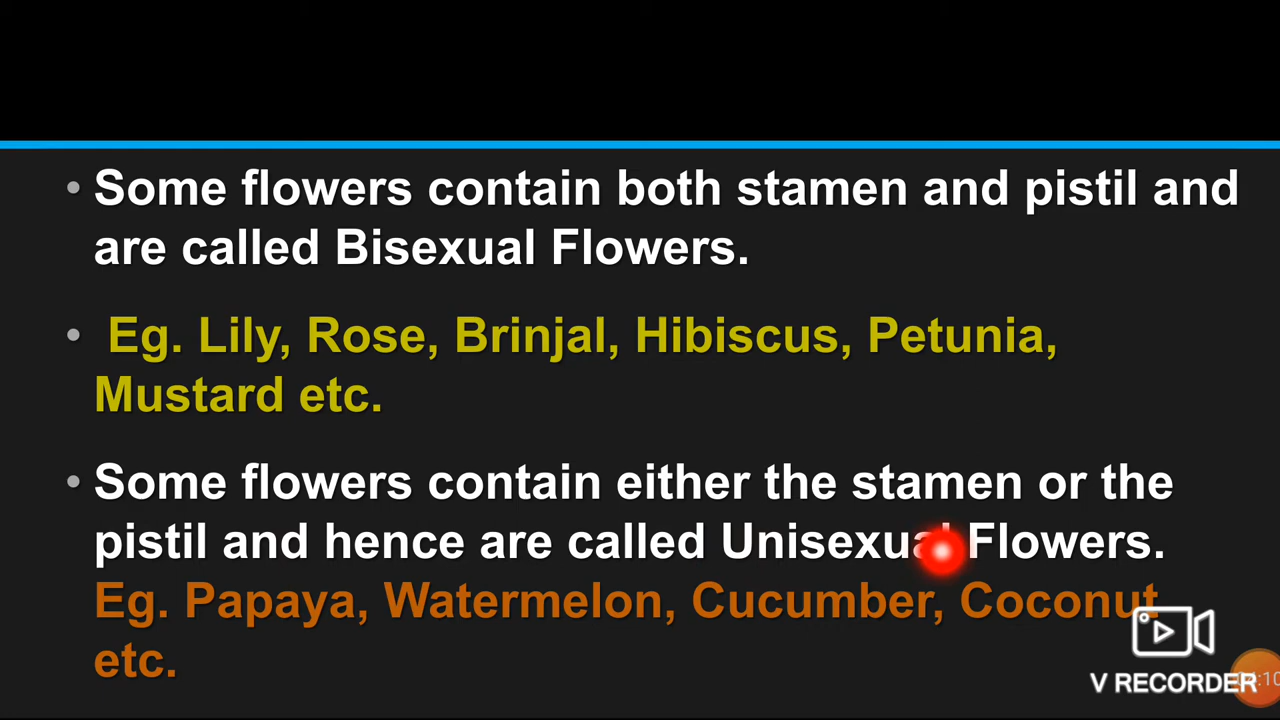 • Some flowers contain both stamen and pistil and
are called Bisexual Flowers.
• Eg. Lily, Rose, Brinjal, Hibiscus, Petunia,
Mustard etc.
• Some flowers contain either the stamen or the
pistil and hence are called Unisexual Flowers.
Eg. Papaya, Watermelon, Cucumber, Coconut
etc.
V RECORDER